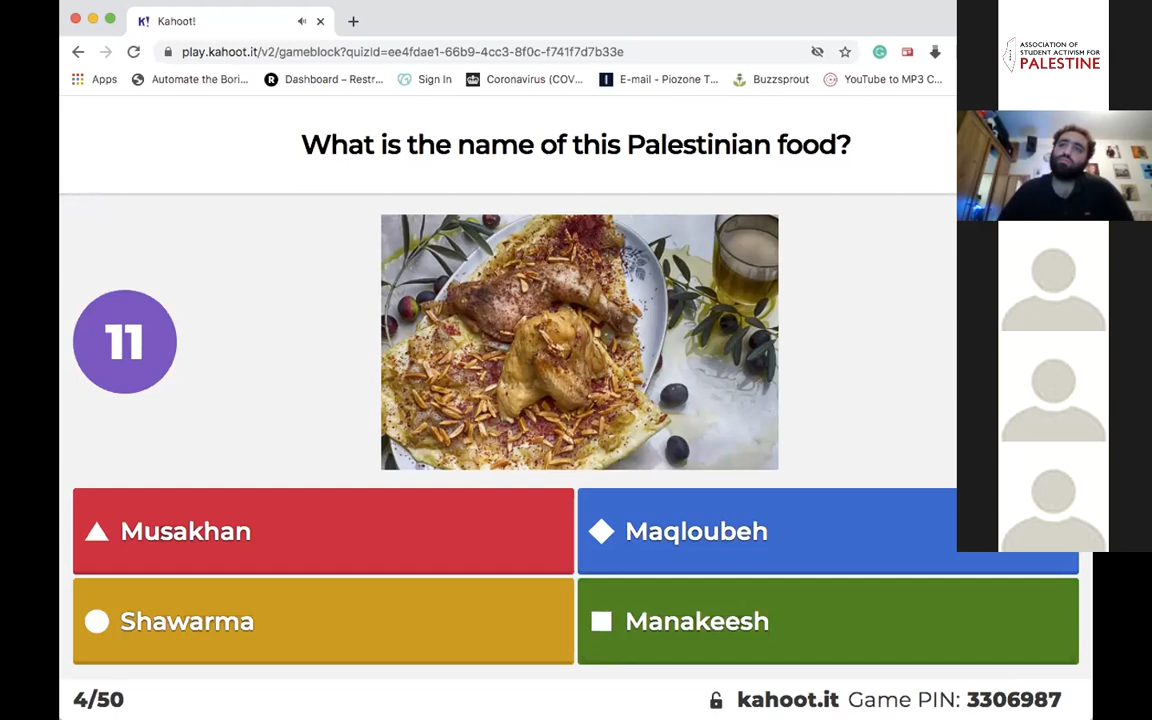 K! Kahoot!
play.kahoot.it/v2/gameblock?quizId=ee4fdae1-66b9-4cc3-8f0c-f741f7d7b33e
Apps Automate the Bori... Dashboard – Restr... Sign In Coronavirus (COV... E-mail - Piozone T... Buzzsprout YouTube to MP3 C...
ASSOCIATION OF
STUDENT ACTIVISM FOR
PALESTINE
What is the name of this Palestinian food?
11
Musakhan
Maqloubeh
Shawarma
Manakeesh
4/50
kahoot.it Game PIN: 3306987